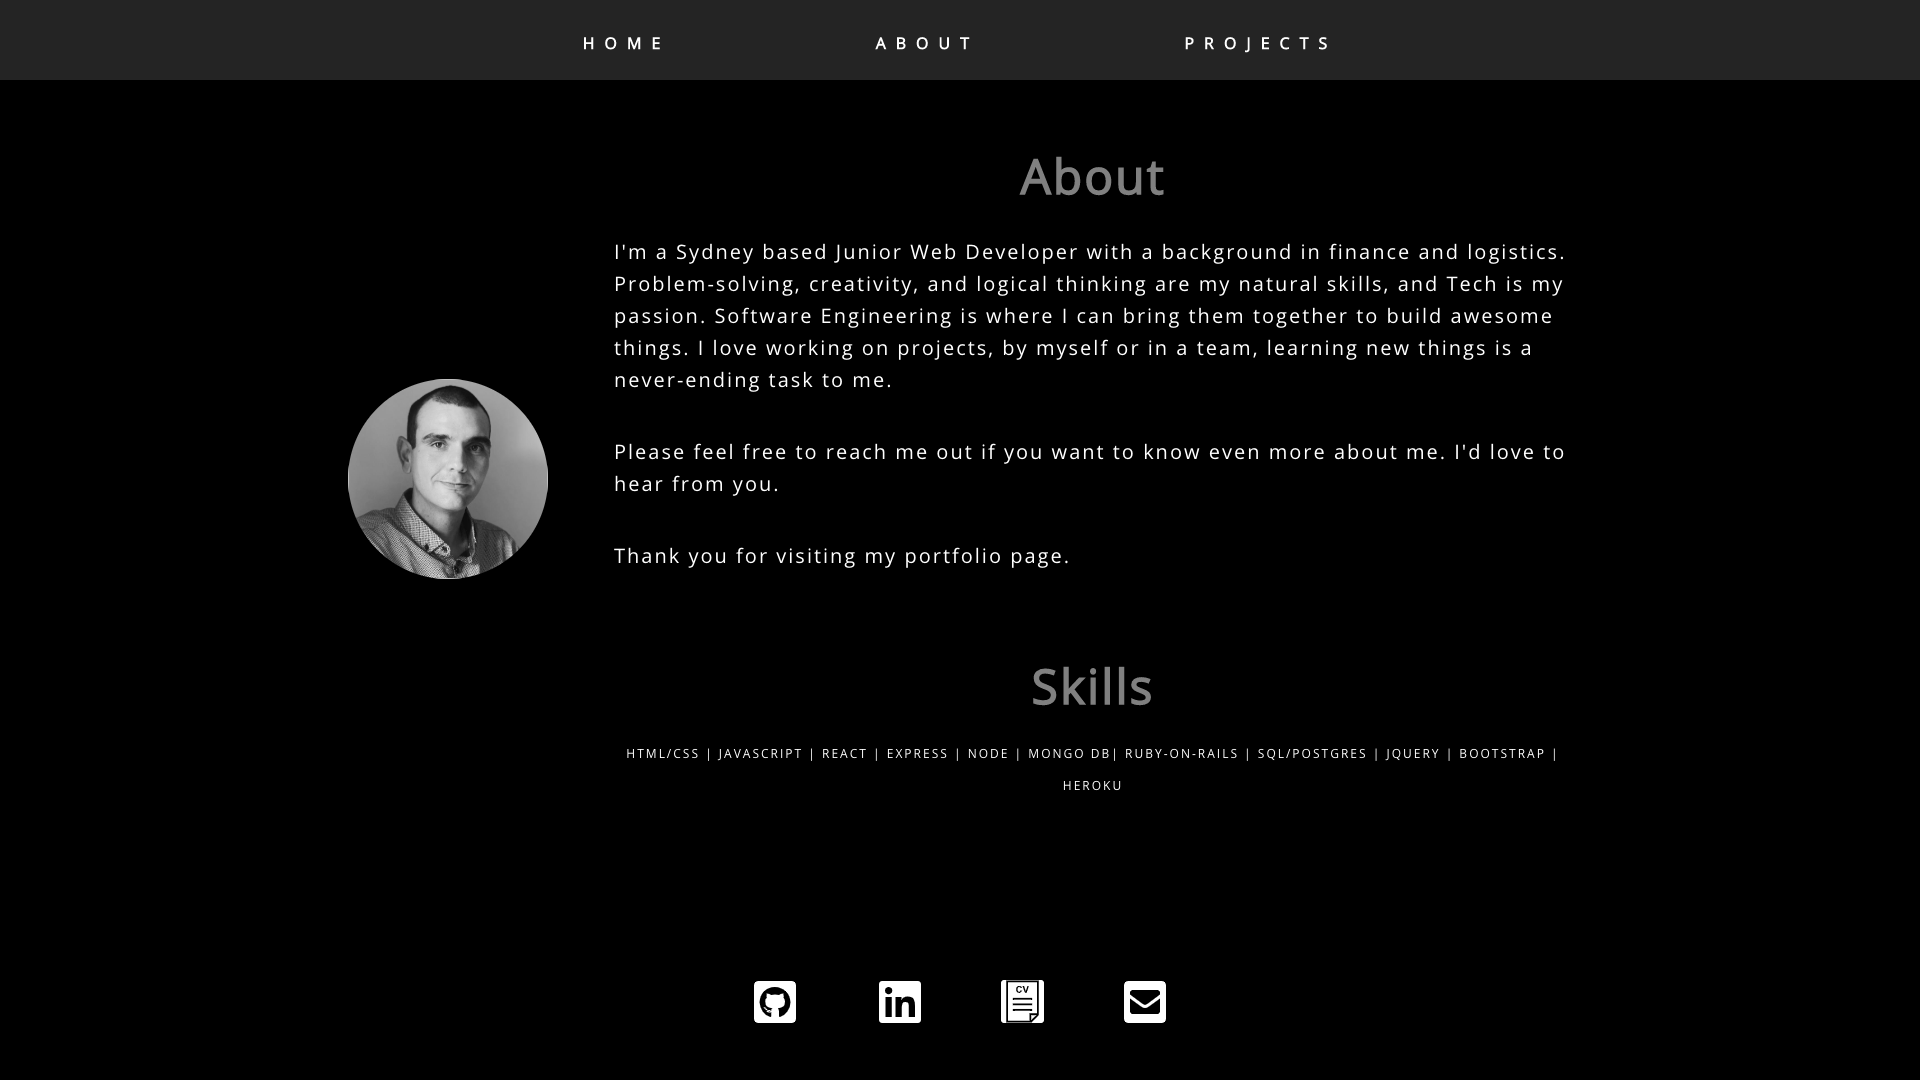 HOME ABOUT PROJECTS
About
I'm a Sydney based Junior Web Developer with a background in finance and logistics.
Problem-solving, creativity, and logical thinking are my natural skills, and Tech is my
passion. Software Engineering is where I can bring them together to build awesome
things. I love working on projects, by myself or in a team, learning new things is a
never-ending task to me.
Please feel free to reach me out if you want to know even more about me. I'd love to
hear from you.
Thank you for visiting my portfolio page.
Skills
HTML/CSS | JAVASCRIPT | REACT | EXPRESS | NODE | MONGO DB| RUBY-ON-RAILS | SQL/POSTGRES | JQUERY | BOOTSTRAP |
HEROKU
in CV